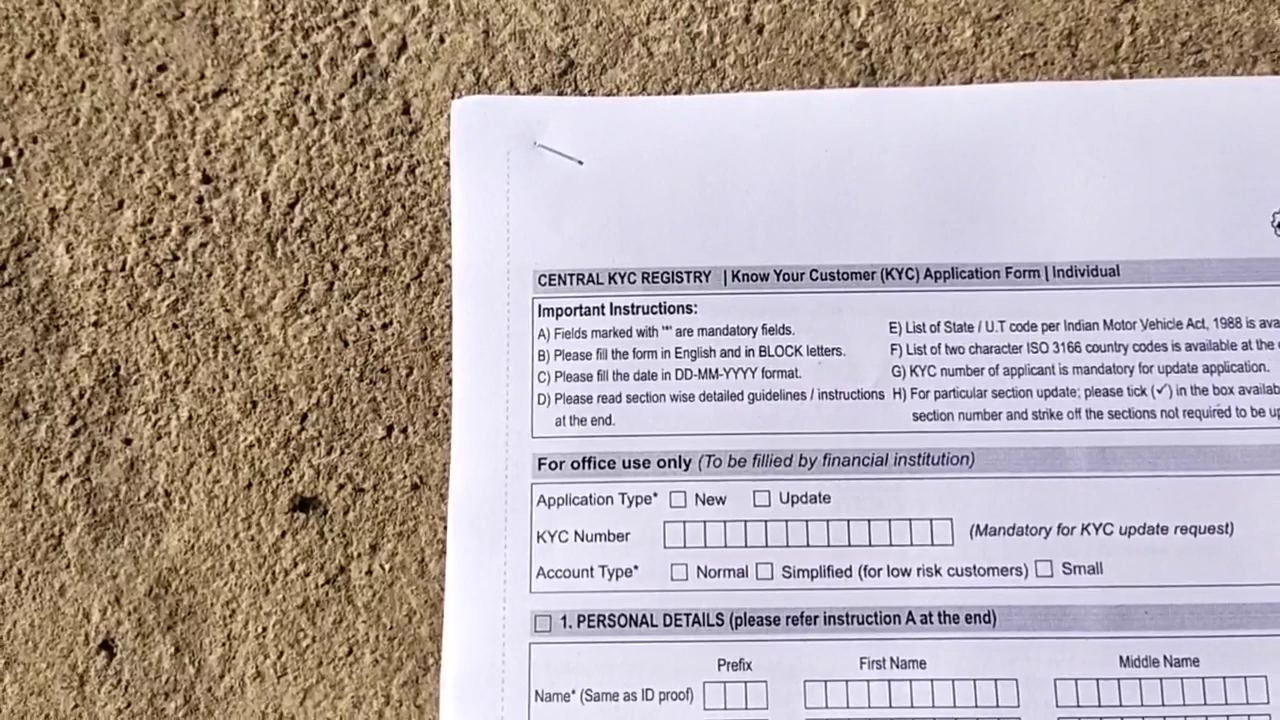 CENTRAL KYC REGISTRY | Know Your Customer (KYC) Application Form | Individual
Important Instructions:
A) Fields marked with '*' are mandatory fields.
B) Please fill the form in English and in BLOCK letters.
C) Please fill the date in DD-MM-YYYY format.
D) Please read section wise detailed guidelines / instructions
at the end.
E) List of State / U.T code per Indian Motor Vehicle Act, 1988 is
F) List of two character ISO 3166 country codes is available at the
G) KYC number of applicant is mandatory for update application.
H) For particular section update; please tick (✓) in the box
section number and strike off the sections not required to be
For office use only (To be fillied by financial institution)
Application Type* New Update
KYC Number (Mandatory for KYC update request)
Account Type* Normal Simplified (for low risk customers) Small
1. PERSONAL DETAILS (please refer instruction A at the end)
Prefix First Name Middle Name
Name* (Same as ID proof)